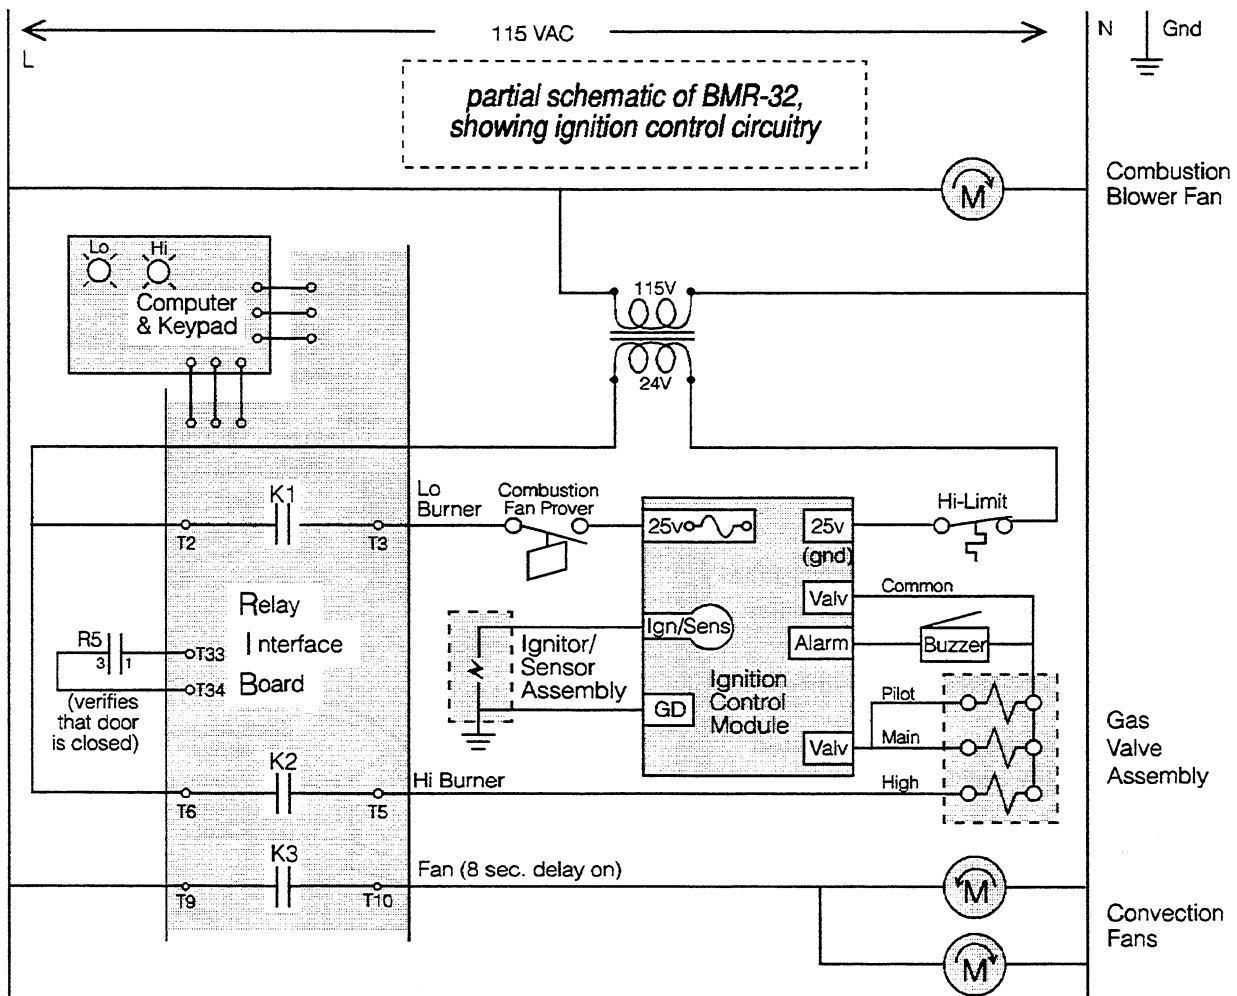 115 VAC
L
N
Gnd
partial schematic of BMR-32,
showing ignition control circuitry
M
Combustion
Blower Fan
Lo
Hi
Computer
& Keypad
115V
24V
K1
T2
T3
Lo
Burner
Combustion
Fan Prover
25v
25v
(gnd)
Hi-Limit
Valv
Common
Relay
Interface
Board
R5
3
1
T33
T34
(verifies
that door
is closed)
Ignitor/
Sensor
Assembly
Ign/Sens
GD
Ignition
Control
Module
Alarm
Buzzer
Valv
Pilot
Main
High
Gas
Valve
Assembly
K2
T6
T5
Hi Burner
K3
T9
T10
Fan (8 sec. delay on)
M
M
Convection
Fans